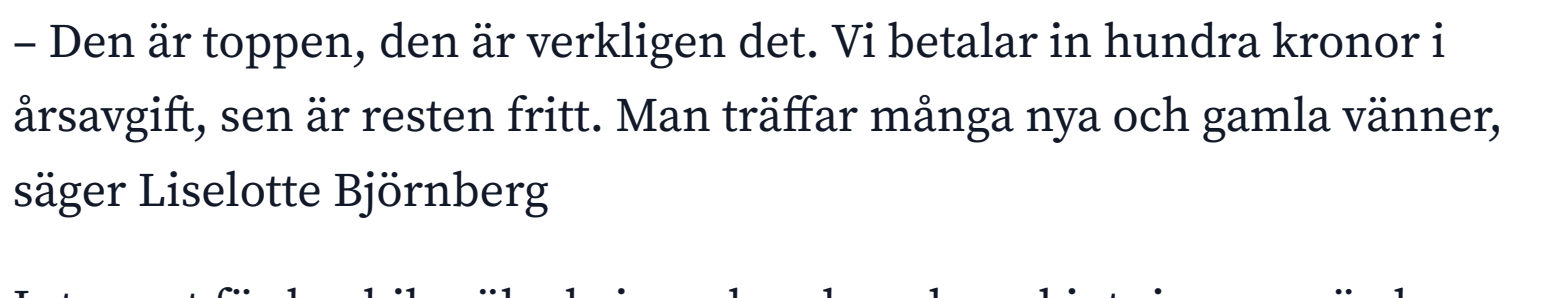 – Den är toppen, den är verkligen det. Vi betalar in hundra kronor i
årsavgift, sen är resten fritt. Man träffar många nya och gamla vänner,
säger Liselotte Björnberg